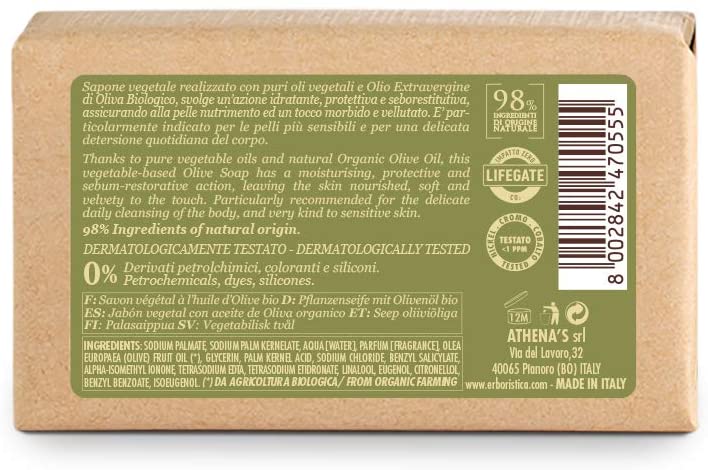 Sapone vegetale realizzato con puri oli vegetali e Olio Extravergine
di Oliva Biologico, svolge un'azione idratante, protettiva e seborestitutiva,
assicurando alla pelle nutrimento ed un tocco morbido e vellutato. E' par-
ticolarmente indicato per le pelli più sensibili e per una delicata
detersione quotidiana del corpo.
Thanks to pure vegetable oils and natural Organic Olive Oil, this
vegetable-based Olive Soap has a moisturising, protective and
sebum-restorative action, leaving the skin nourished, soft and
velvety to the touch. Particularly recommended for the delicate
daily cleansing of the body, and very kind to sensitive skin.
98% Ingredients of natural origin.
DERMATOLOGICAMENTE TESTATO - DERMATOLOGICALLY TESTED
0% Derivati petrolchimici, coloranti e siliconi.
Petrochemicals, dyes, silicones.
F: Savon végétal à l'huile d'Olive bio D: Pflanzenseife mit Olivenöl bio
ES: Jabón vegetal con aceite de Oliva organico ET: Seep oliiviõliga
FI: Palasaippua SV: Vegetabilisk tvål
INGREDIENTS: SODIUM PALMATE, SODIUM PALM KERNELATE, AQUA [WATER], PARFUM [FRAGRANCE], OLEA
EUROPAEA (OLIVE) FRUIT OIL (*), GLYCERIN, PALM KERNEL ACID, SODIUM CHLORIDE, BENZYL SALICYLATE,
ALPHA-ISOMETHYL IONONE, TETRASODIUM EDTA, TETRASODIUM ETIDRONATE, LINALOOL, EUGENOL, CITRONELLOL,
BENZYL BENZOATE, ISOEUGENOL. (*) DA AGRICOLTURA BIOLOGICA/ FROM ORGANIC FARMING
98%
INGREDIENTI
DI ORIGINE
NATURALE
IMPATTO ZERO
LIFEGATE
CO₂
NICKEL - CROMO - COBALTO
TESTATO
<1 PPM
TESTED
8 002842 470555
12M
ATHENA'S srl
Via del Lavoro,32
40065 Pianoro (BO) ITALY
www.erboristica.com - MADE IN ITALY